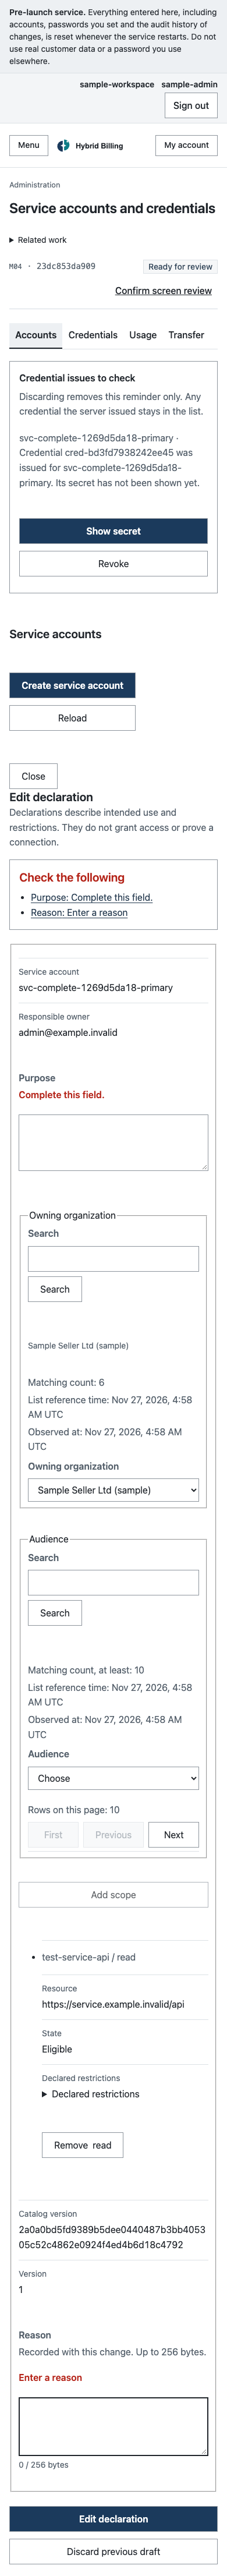 Pre-launch service. Everything entered here, including
accounts, passwords you set and the audit history of
changes, is reset whenever the service restarts. Do not
use real customer data or a password you use
elsewhere.
sample-workspace sample-admin
Sign out
Menu
Hybrid Billing
My account
Administration
Service accounts and credentials
Related work
M04 · 23dc853da909
Ready for review
Confirm screen review
Accounts Credentials Usage Transfer
Credential issues to check
Discarding removes this reminder only. Any
credential the server issued stays in the list.
svc-complete-1269d5da18-primary ·
Credential cred-bd3fd7938242ee45 was
issued for svc-complete-1269d5da18-
primary. Its secret has not been shown yet.
Show secret
Revoke
Service accounts
Create service account
Reload
Close
Edit declaration
Declarations describe intended use and
restrictions. They do not grant access or prove a
connection.
Check the following
Purpose: Complete this field.
Reason: Enter a reason
Service account
svc-complete-1269d5da18-primary
Responsible owner
admin@example.invalid
Purpose
Complete this field.
Owning organization
Search
Search
Sample Seller Ltd (sample)
Matching count: 6
List reference time: Nov 27, 2026, 4:58
AM UTC
Observed at: Nov 27, 2026, 4:58 AM
UTC
Owning organization
Sample Seller Ltd (sample)
Audience
Search
Search
Matching count, at least: 10
List reference time: Nov 27, 2026, 4:58
AM UTC
Observed at: Nov 27, 2026, 4:58 AM
UTC
Audience
Choose
Rows on this page: 10
First Previous Next
Add scope
test-service-api / read
Resource
https://service.example.invalid/api
State
Eligible
Declared restrictions
Declared restrictions
Remove read
Catalog version
2a0a0bd5fd9389b5dee0440487b3bb4053
05c52c4862e0924f4ed4b6d18c4792
Version
1
Reason
Recorded with this change. Up to 256 bytes.
Enter a reason
0 / 256 bytes
Edit declaration
Discard previous draft